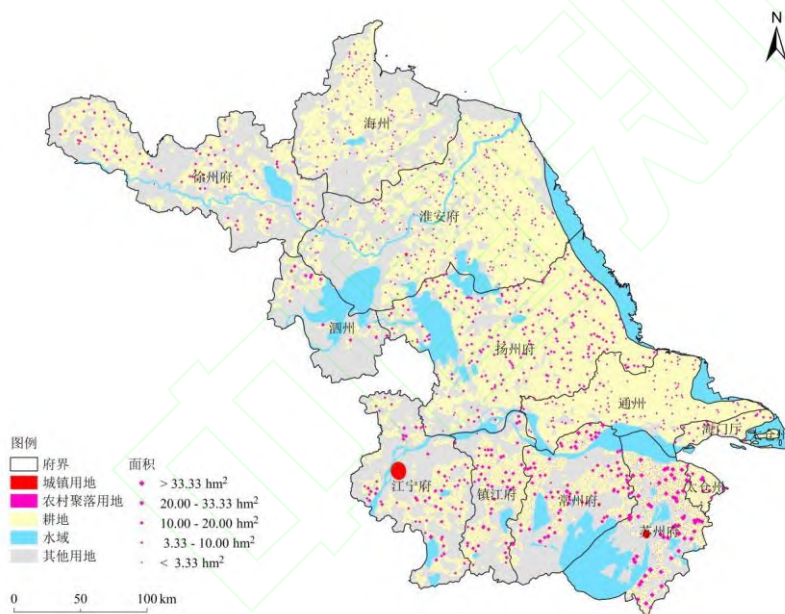 N
海州
徐州府
淮安府
泗州
扬州府
通州
海门厅
太仓州
江宁府
镇江府
常州府
苏州府
图例
府界
城镇用地
农村聚落用地
耕地
水域
其他用地
面积
> 33.33 hm²
20.00 - 33.33 hm²
10.00 - 20.00 hm²
3.33 - 10.00 hm²
< 3.33 hm²
0 50 100 km